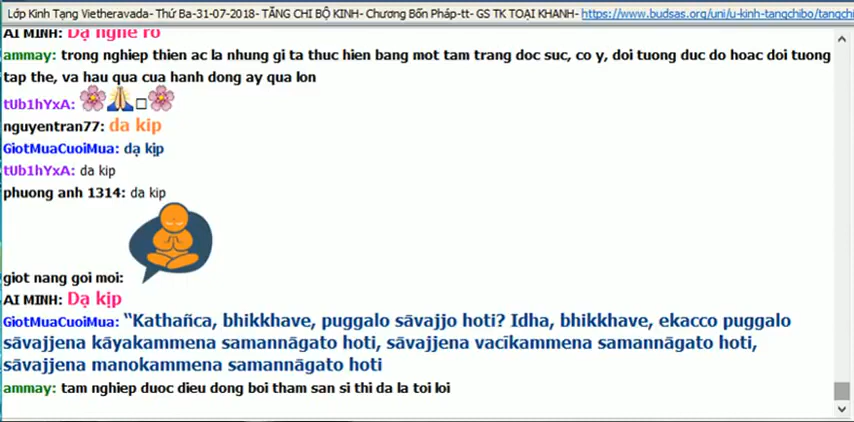 Lớp Kinh Tạng Vietheravada- Thứ Ba-31-07-2018- TĂNG CHI BỘ KINH- Chương Bốn Pháp-tt- GS TK TOẠI KHANH- https://www.budsas.org/uni/u-kinh-tangchibo/tangchi
AI MINH: Dạ nghe rõ
ammay: trong nghiep thien ac la nhung gi ta thuc hien bang mot tam trang doc suc, co y, doi tuong duc do hoac doi tuong
tap the, va hau qua cua hanh dong ay qua lon
tUb1hYxA: 🌸🙏□🌸
nguyentran77: da kip
GiotMuaCuoiMua: dạ kịp
tUb1hYxA: da kip
phuong anh 1314: da kip
giot nang goi moi:
AI MINH: Dạ kịp
GiotMuaCuoiMua: “Kathañca, bhikkhave, puggalo sāvajjo hoti? Idha, bhikkhave, ekacco puggalo
sāvajjena kāyakammena samannāgato hoti, sāvajjena vacīkammena samannāgato hoti,
sāvajjena manokammena samannāgato hoti
ammay: tam nghiep duoc dieu dong boi tham san si thi da la toi loi